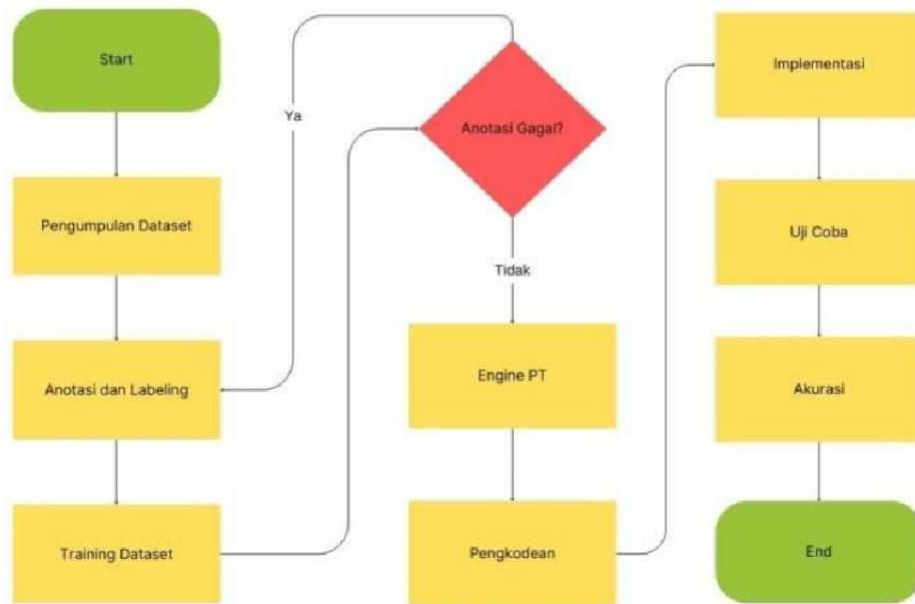 Start
Pengumpulan Dataset
Anotasi dan Labeling
Training Dataset
Anotasi Gagal?
Ya
Tidak
Engine PT
Pengkodean
Implementasi
Uji Coba
Akurasi
End